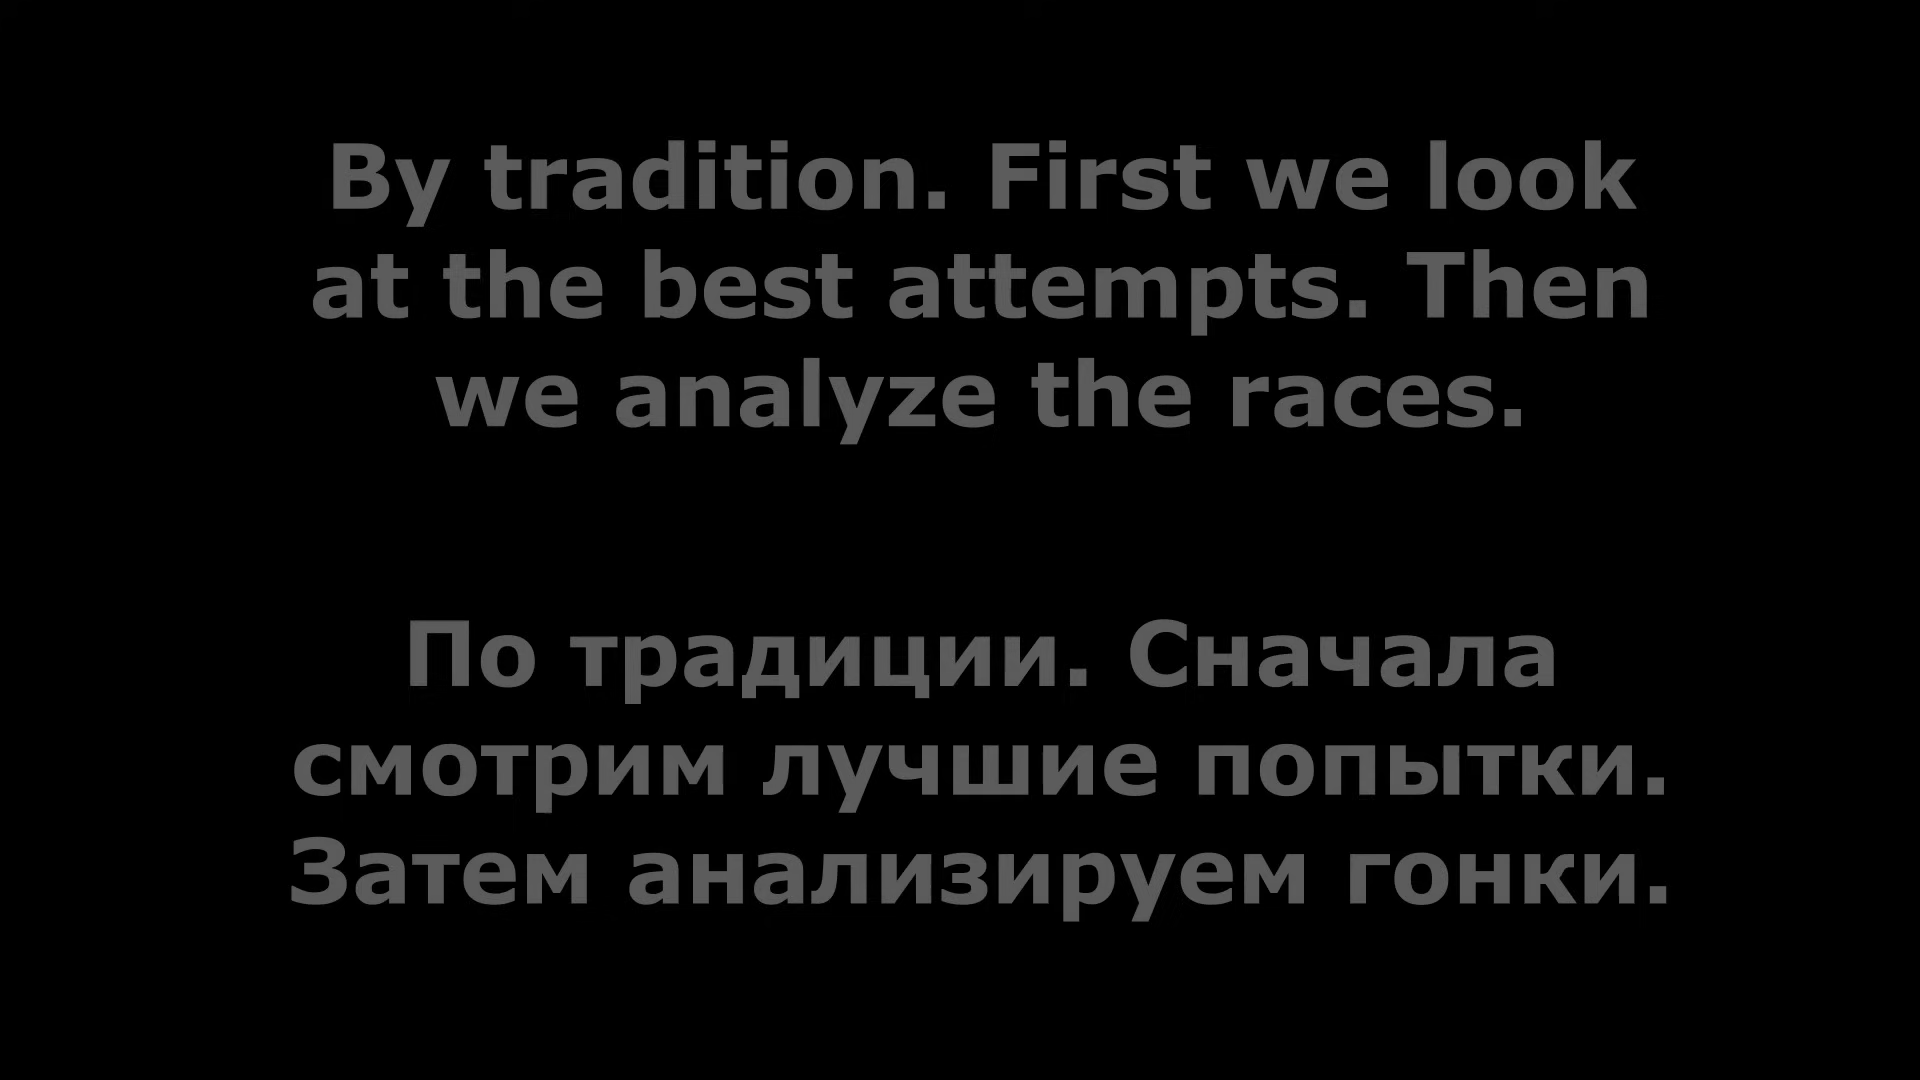 By tradition. First we look
at the best attempts. Then
we analyze the races.
По традиции. Сначала
смотрим лучшие попытки.
Затем анализируем гонки.